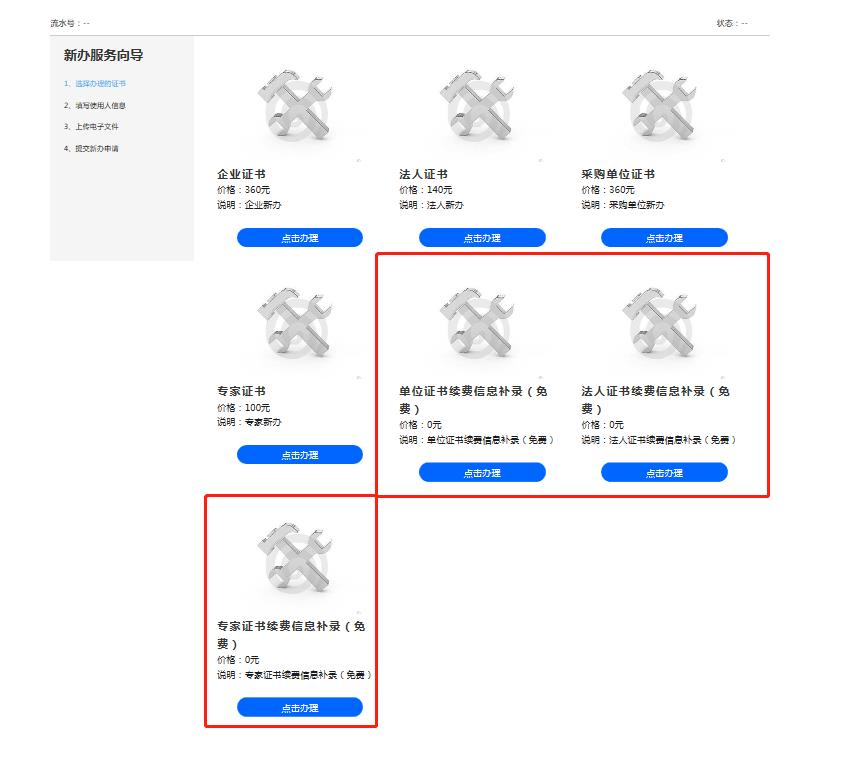 流水号：--
状态：--
新办服务向导
1、选择办理的证书
2、填写使用人信息
3、上传电子文件
4、提交新办申请
企业证书
价格：360元
说明：企业新办
点击办理
法人证书
价格：140元
说明：法人新办
点击办理
采购单位证书
价格：360元
说明：采购单位新办
点击办理
专家证书
价格：100元
说明：专家新办
点击办理
单位证书续费信息补录（免
费）
价格：0元
说明：单位证书续费信息补录（免费）
点击办理
法人证书续费信息补录（免
费）
价格：0元
说明：法人证书续费信息补录（免费）
点击办理
专家证书续费信息补录（免
费）
价格：0元
说明：专家证书续费信息补录（免费）
点击办理